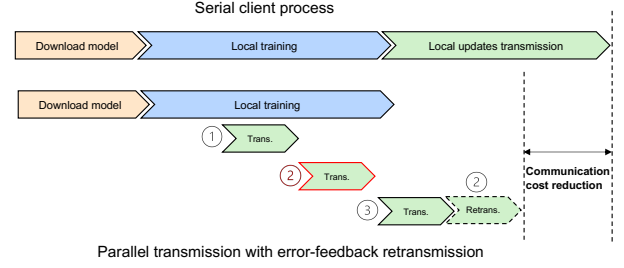 Serial client process
Download model
Local training
Local updates transmission
Download model
Local training
1
Trans.
2
Trans.
2
Communication
cost reduction
3
Trans.
Retrans.
Parallel transmission with error-feedback retransmission